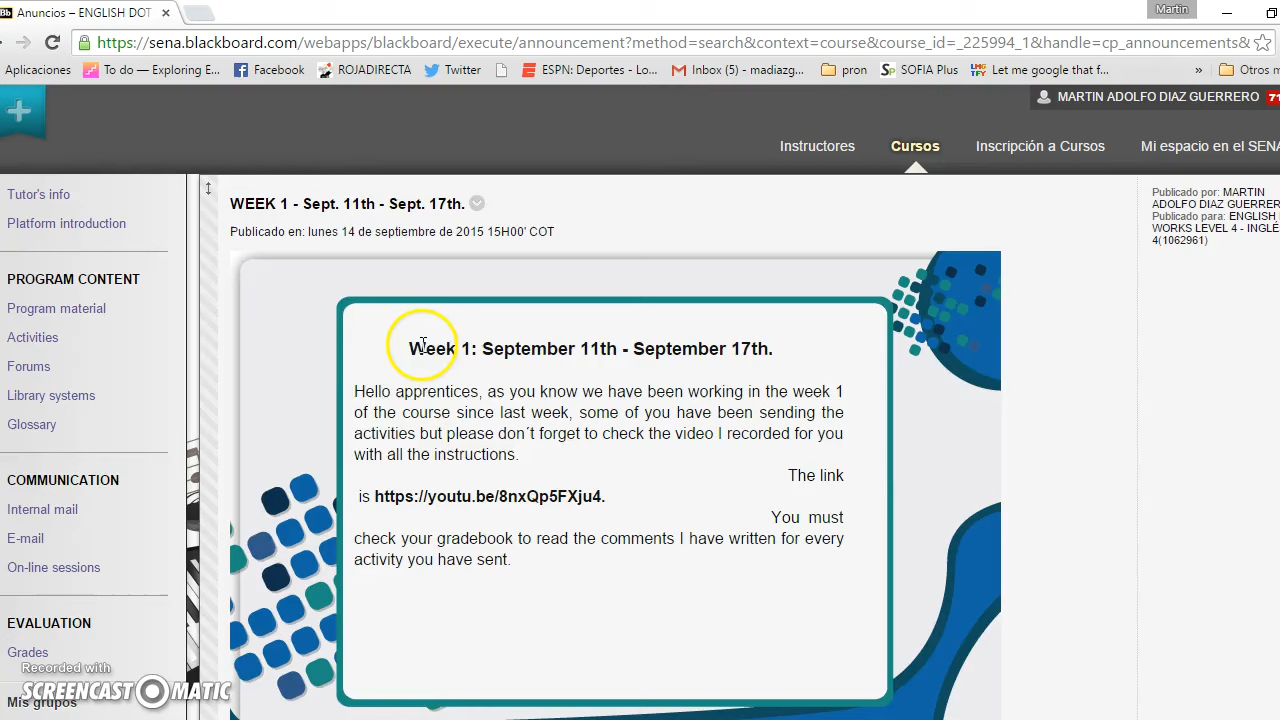 Bb Anuncios – ENGLISH DOT ×
Martin
https://sena.blackboard.com/webapps/blackboard/execute/announcement?method=search&context=course&course_id=_225994_1&handle=cp_announcements&
Aplicaciones To do — Exploring E... Facebook ROJADIRECTA Twitter ESPN: Deportes - Lo... Inbox (5) - madiazg... pron Sp SOFIA Plus LMG TFY Let me google that f... » Otros m
MARTIN ADOLFO DIAZ GUERRERO 71
Instructores Cursos Inscripción a Cursos Mi espacio en el SENA
Tutor's info
Platform introduction
PROGRAM CONTENT
Program material
Activities
Forums
Library systems
Glossary
COMMUNICATION
Internal mail
E-mail
On-line sessions
EVALUATION
Grades
Mis grupos
Recorded with
SCREENCAST MATIC
WEEK 1 - Sept. 11th - Sept. 17th.
Publicado en: lunes 14 de septiembre de 2015 15H00' COT
Week 1: September 11th - September 17th.
Hello apprentices, as you know we have been working in the week 1
of the course since last week, some of you have been sending the
activities but please don´t forget to check the video I recorded for you
with all the instructions.
The link
is https://youtu.be/8nxQp5FXju4.
You must
check your gradebook to read the comments I have written for every
activity you have sent.
Publicado por: MARTIN
ADOLFO DIAZ GUERRER
Publicado para: ENGLISH
WORKS LEVEL 4 - INGLÉ
4(1062961)